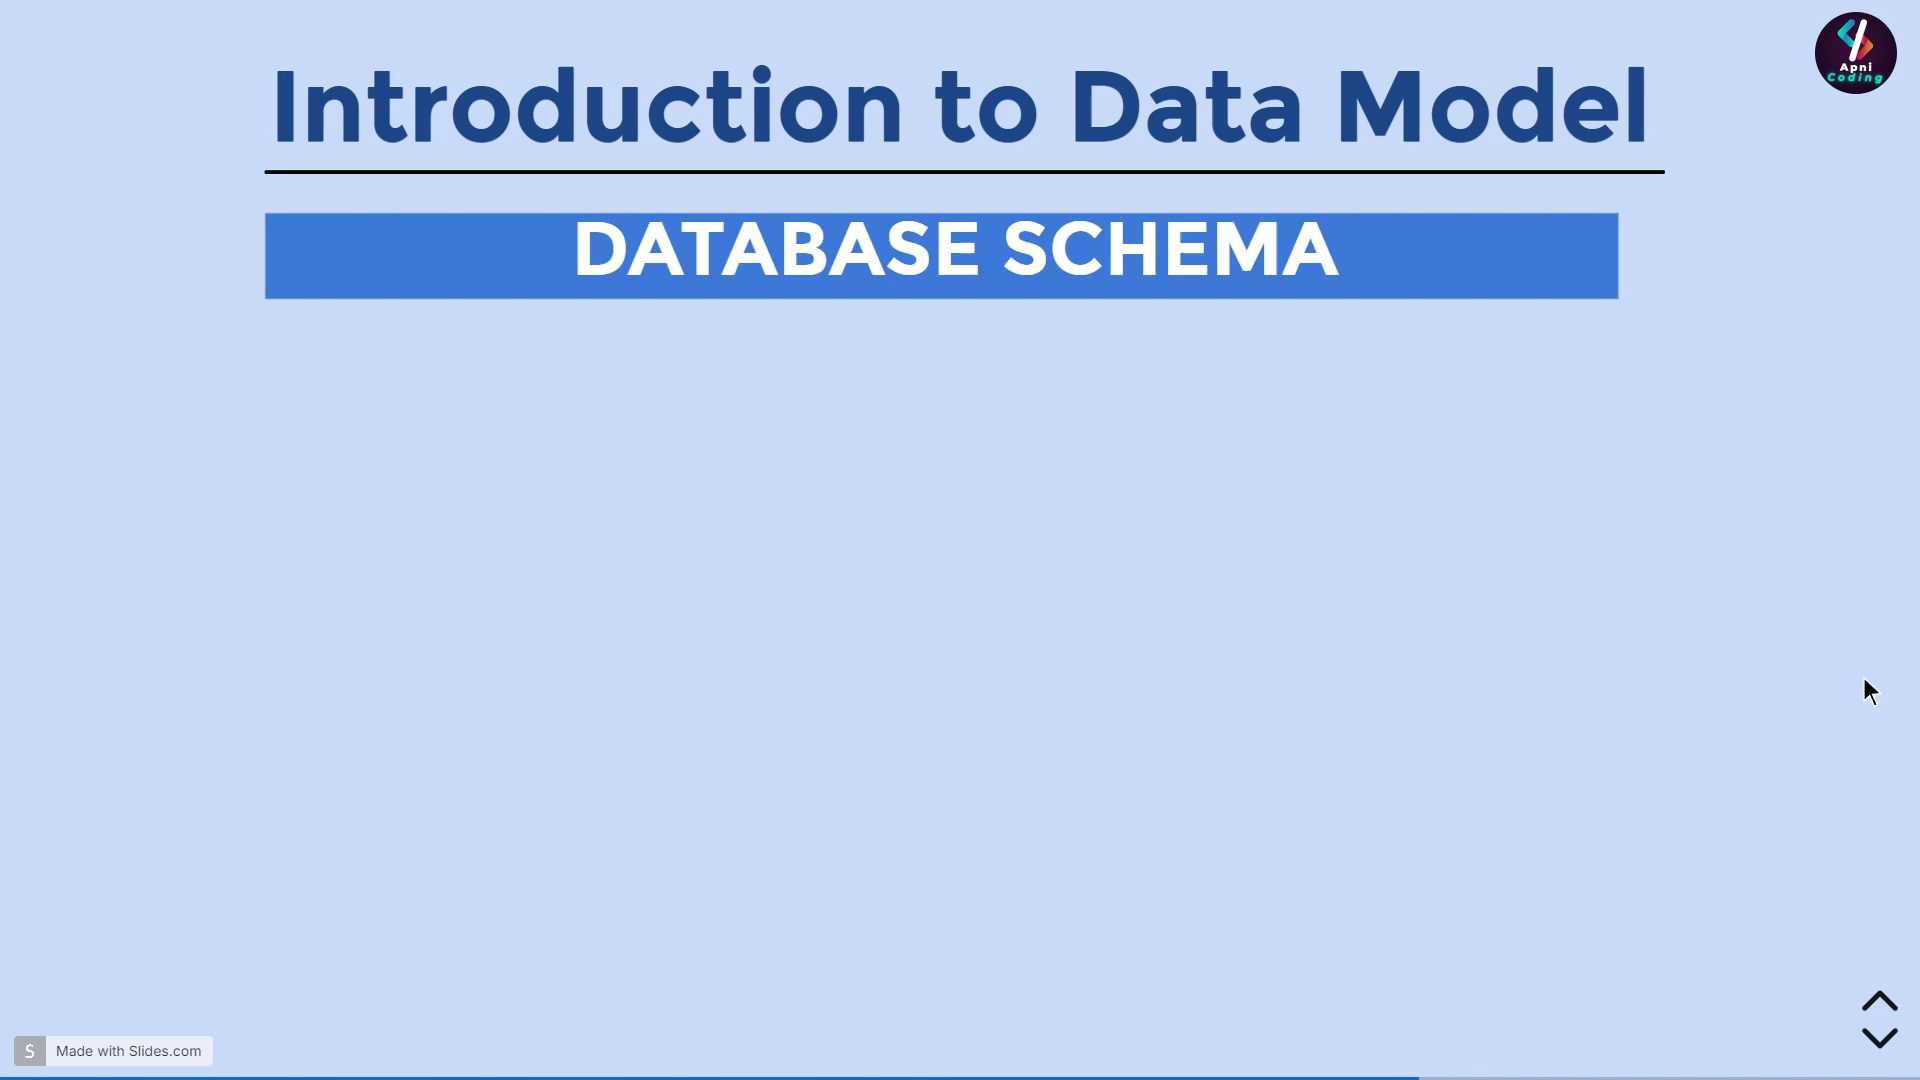 Introduction to Data Model
Apni
Coding
DATABASE SCHEMA
S Made with Slides.com